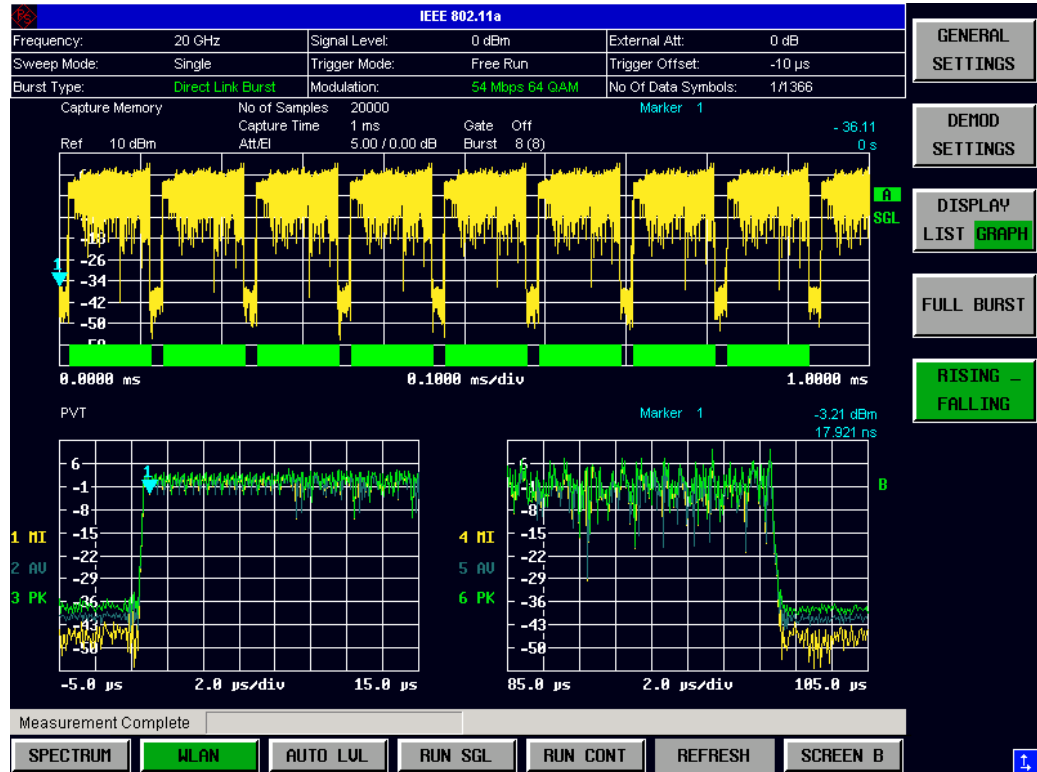 IEEE 802.11a
Frequency: 20 GHz Signal Level: 0 dBm External Att: 0 dB
Sweep Mode: Single Trigger Mode: Free Run Trigger Offset: -10 µs
Burst Type: Direct Link Burst Modulation: 54 Mbps 64 QAM No Of Data Symbols: 1/1366
Capture Memory No of Samples 20000 Marker 1
Capture Time 1 ms Gate Off - 36.11
Ref 10 dBm Att/El 5.00 / 0.00 dB Burst 8 (8) 0 s
A
SGL
-18
1 -26
-34
-42
-50
0.0000 ms 0.1000 ms/div 1.0000 ms
PVT Marker 1 -3.21 dBm
17.921 ns
6 1 6
-1 -1 B
-8 -8
1 MI -15 4 MI -15
-22 -22
2 AV -29 5 AV -29
3 PK -36 6 PK -36
-43 -43
-50 -50
-5.0 µs 2.0 µs/div 15.0 µs 85.0 µs 2.0 µs/div 105.0 µs
Measurement Complete
SPECTRUM WLAN AUTO LVL RUN SGL RUN CONT REFRESH SCREEN B
GENERAL
SETTINGS
DEMOD
SETTINGS
DISPLAY
LIST GRAPH
FULL BURST
RISING _
FALLING